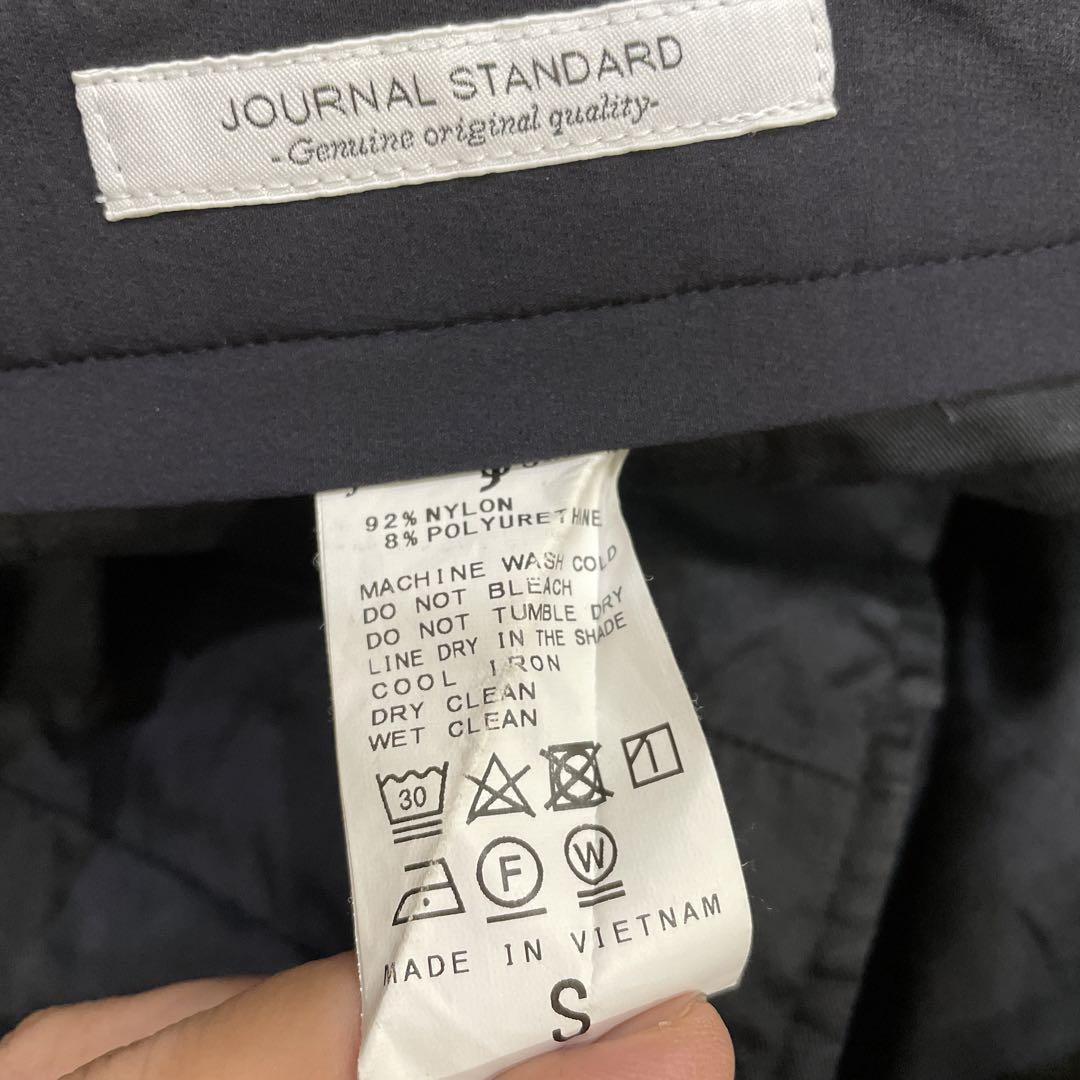 JOURNAL STANDARD
-Genuine original quality-
92% NYLON
8% POLYURETHANE
MACHINE WASH COLD
DO NOT BLEACH
DO NOT TUMBLE DRY
LINE DRY IN THE SHADE
COOL IRON
DRY CLEAN
WET CLEAN
30
F W
MADE IN VIETNAM
S